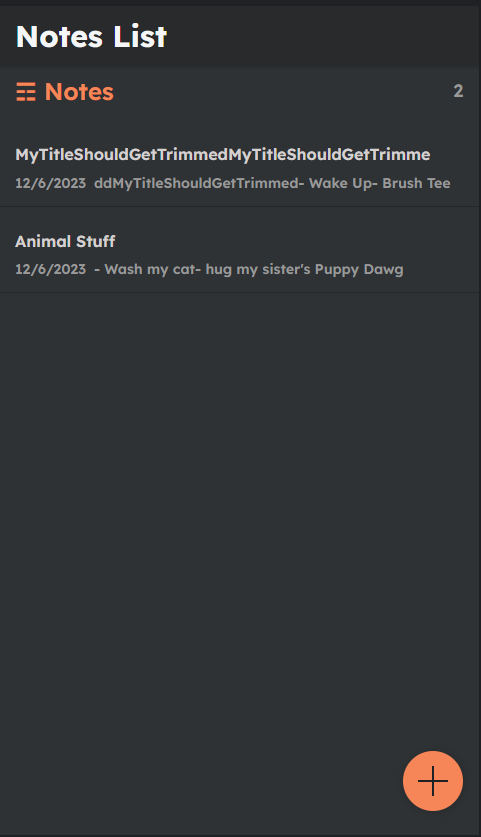 Notes List
Notes 2
MyTitleShouldGetTrimmedMyTitleShouldGetTrimme
12/6/2023 ddMyTitleShouldGetTrimmed- Wake Up- Brush Tee
Animal Stuff
12/6/2023 - Wash my cat- hug my sister's Puppy Dawg